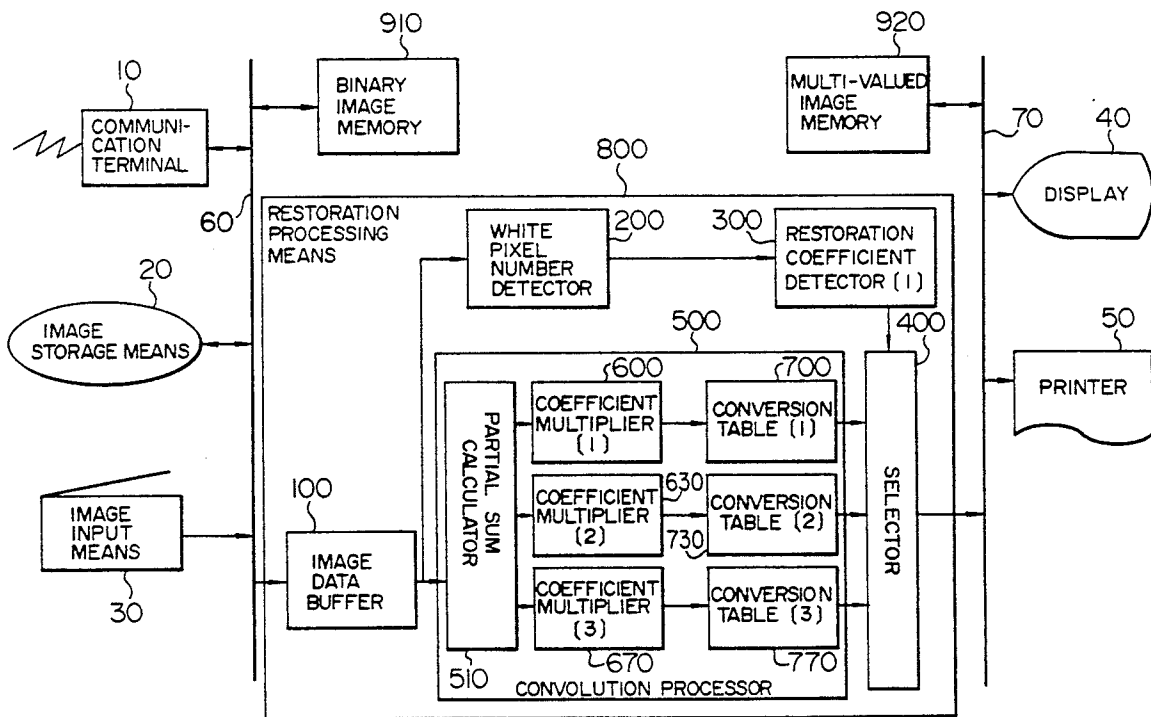 910
BINARY
IMAGE
MEMORY
920
MULTI-VALUED
IMAGE
MEMORY
10
COMMUNI-
CATION
TERMINAL
60
70
40
DISPLAY
800
RESTORATION
PROCESSING
MEANS
200
WHITE
PIXEL
NUMBER
DETECTOR
300
RESTORATION
COEFFICIENT
DETECTOR (1)
20
IMAGE
STORAGE MEANS
400
SELECTOR
50
PRINTER
500
PARTIAL SUM
CALCULATOR
510
600
COEFFICIENT
MULTIPLIER
(1)
700
CONVERSION
TABLE (1)
COEFFICIENT
MULTIPLIER
(2)
630
CONVERSION
TABLE (2)
730
COEFFICIENT
MULTIPLIER
(3)
670
CONVERSION
TABLE (3)
770
CONVOLUTION PROCESSOR
IMAGE
INPUT
MEANS
30
100
IMAGE
DATA
BUFFER